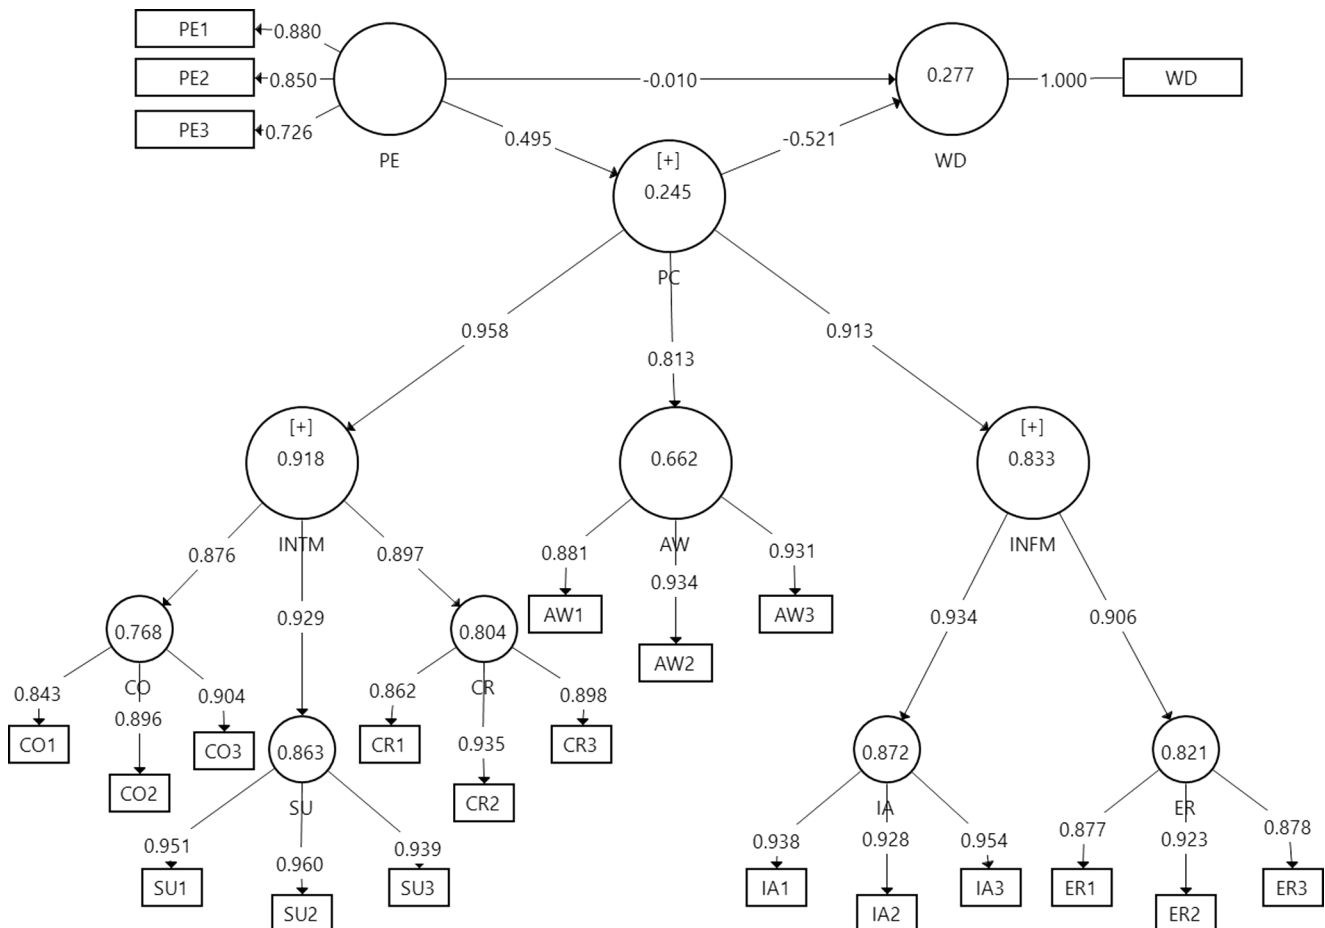 PE1
0.880
PE2
0.850
PE3
0.726
PE
-0.010
0.277
1.000
WD
WD
0.495
-0.521
[+]
0.245
PC
0.958
0.813
0.913
[+]
0.918
INTM
0.662
AW
[+]
0.833
INFM
0.876
0.929
0.897
0.881
0.934
0.931
AW1
AW2
AW3
0.934
0.906
0.768
CO
0.804
CR
0.843
0.896
0.904
CO1
CO2
CO3
0.863
SU
0.862
0.935
0.898
CR1
CR2
CR3
0.872
IA
0.821
ER
0.951
0.960
0.939
SU1
SU2
SU3
0.938
0.928
0.954
IA1
IA2
IA3
0.877
0.923
0.878
ER1
ER2
ER3